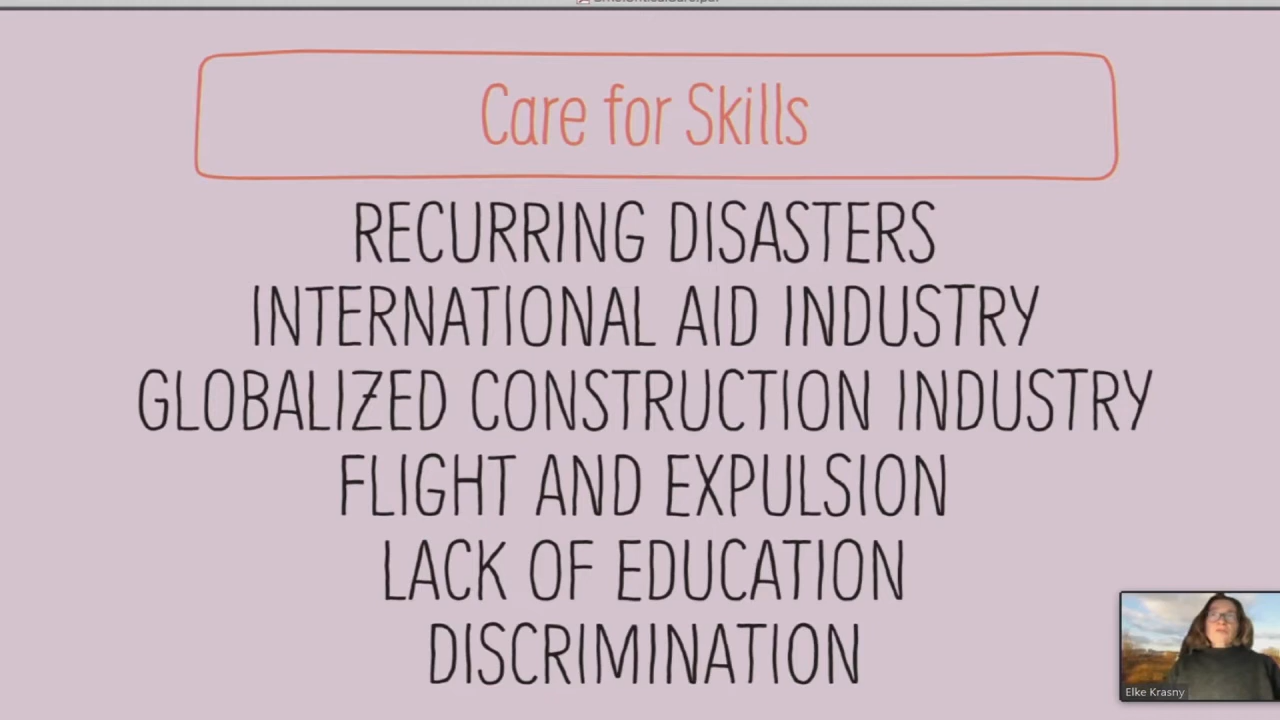 Care for Skills
RECURRING DISASTERS
INTERNATIONAL AID INDUSTRY
GLOBALIZED CONSTRUCTION INDUSTRY
FLIGHT AND EXPULSION
LACK OF EDUCATION
DISCRIMINATION
Elke Krasny